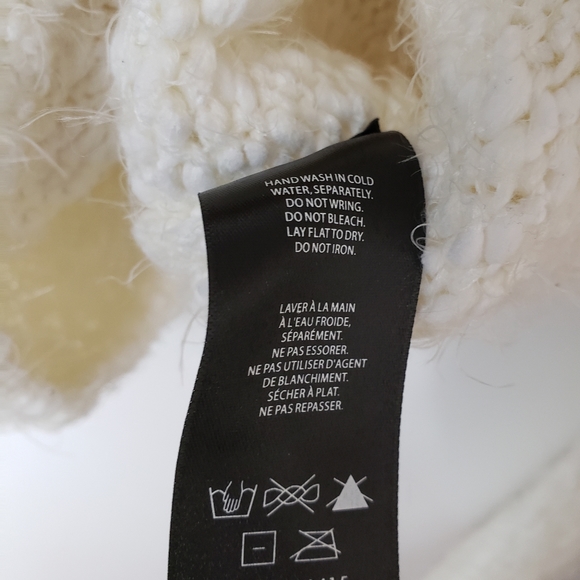 HAND WASH IN COLD
WATER, SEPARATELY.
DO NOT WRING.
DO NOT BLEACH.
LAY FLAT TO DRY.
DO NOT IRON.
LAVER À LA MAIN
À L'EAU FROIDE,
SÉPARÉMENT.
NE PAS ESSORER.
NE PAS UTILISER D'AGENT
DE BLANCHIMENT.
SÉCHER À PLAT.
NE PAS REPASSER.